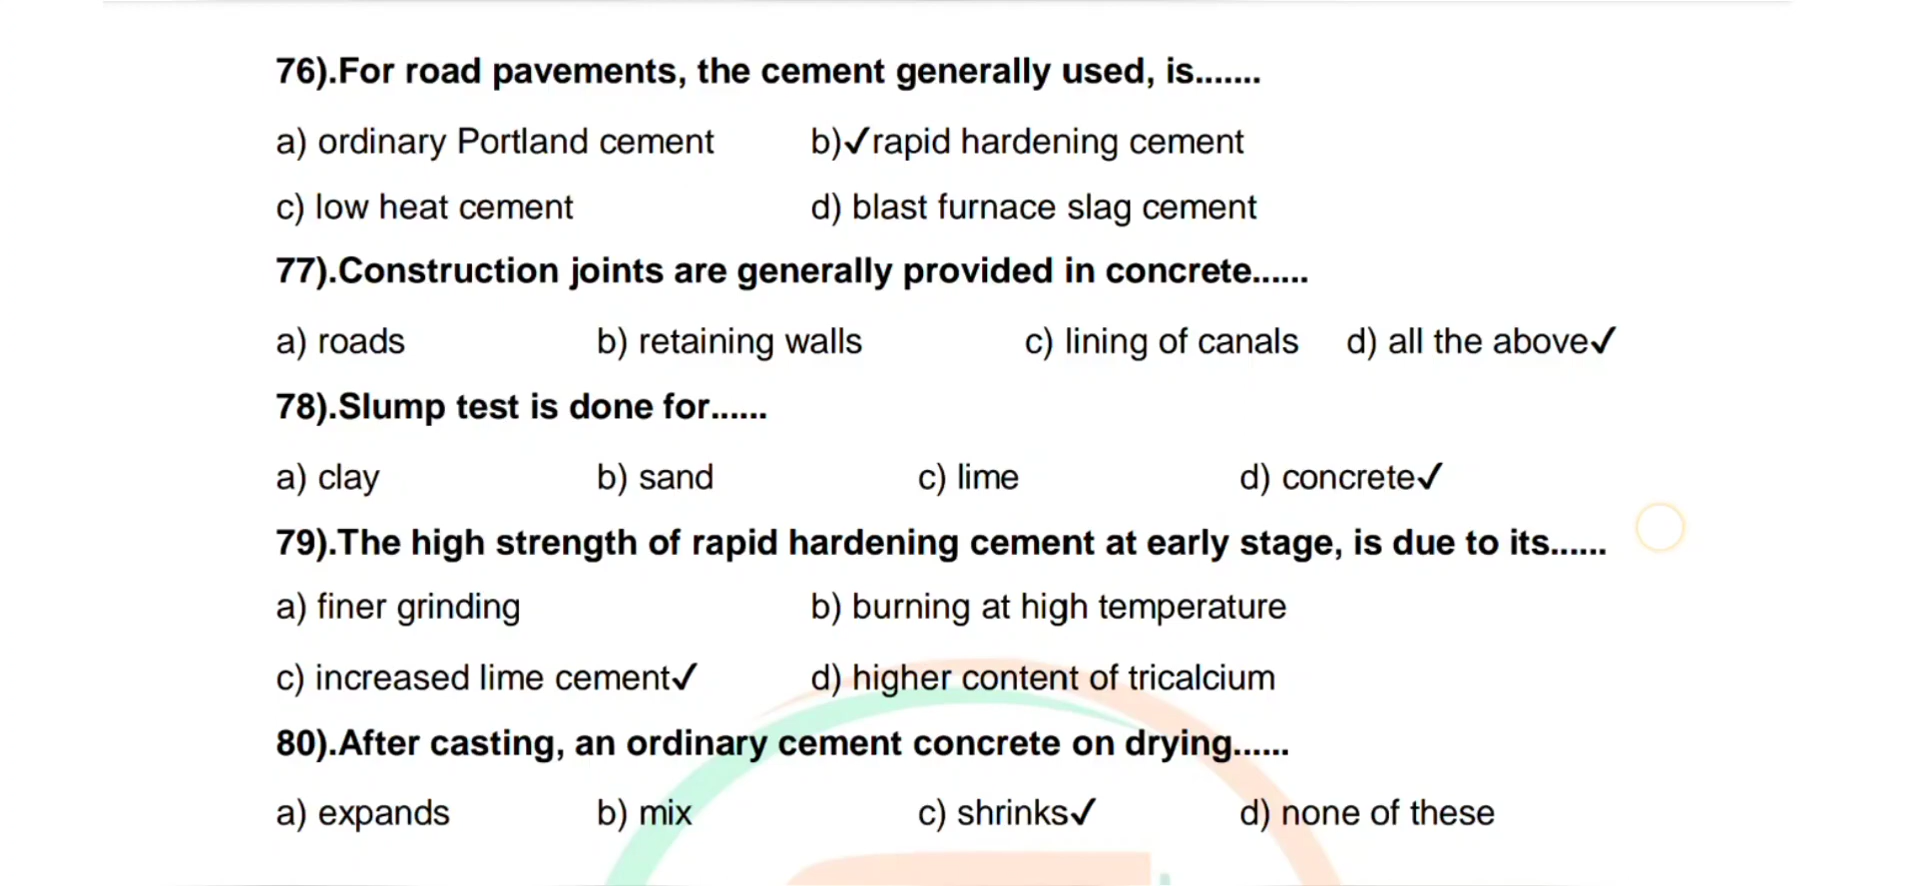 76).For road pavements, the cement generally used, is.......
a) ordinary Portland cement b)✓rapid hardening cement
c) low heat cement d) blast furnace slag cement
77).Construction joints are generally provided in concrete......
a) roads b) retaining walls c) lining of canals d) all the above✓
78).Slump test is done for......
a) clay b) sand c) lime d) concrete✓
79).The high strength of rapid hardening cement at early stage, is due to its......
a) finer grinding b) burning at high temperature
c) increased lime cement✓ d) higher content of tricalcium
80).After casting, an ordinary cement concrete on drying......
a) expands b) mix c) shrinks✓ d) none of these